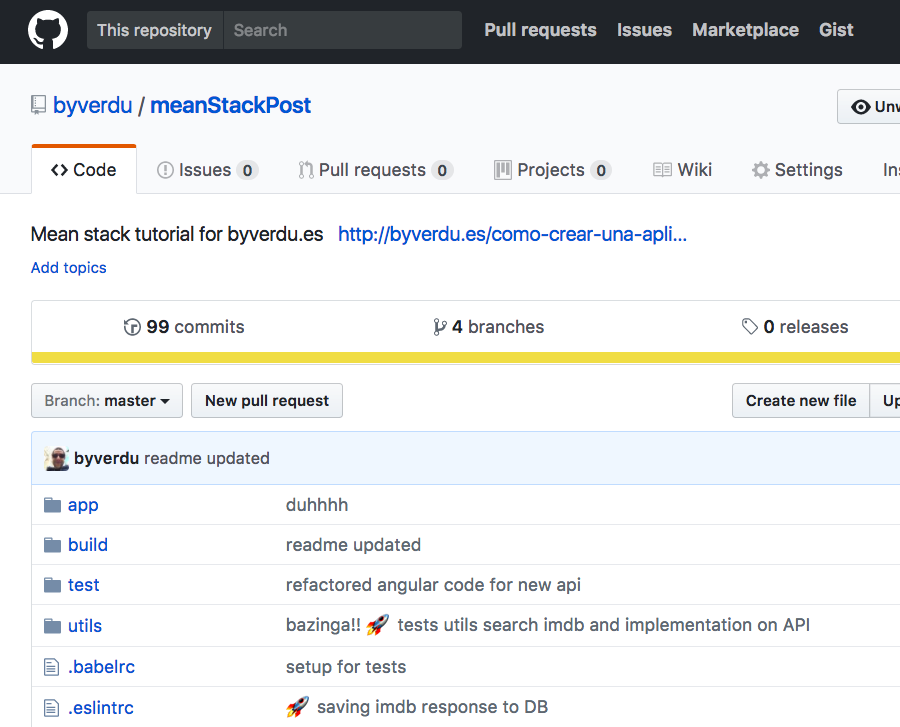 This repository Search Pull requests Issues Marketplace Gist
byverdu / meanStackPost
Code Issues 0 Pull requests 0 Projects 0 Wiki Settings
Mean stack tutorial for byverdu.es http://byverdu.es/como-crear-una-apli...
Add topics
99 commits 4 branches 0 releases
Branch: master New pull request Create new file
byverdu readme updated
app duhhhh
build readme updated
test refactored angular code for new api
utils bazinga!! 🚀 tests utils search imdb and implementation on API
.babelrc setup for tests
.eslintrc 🚀 saving imdb response to DB